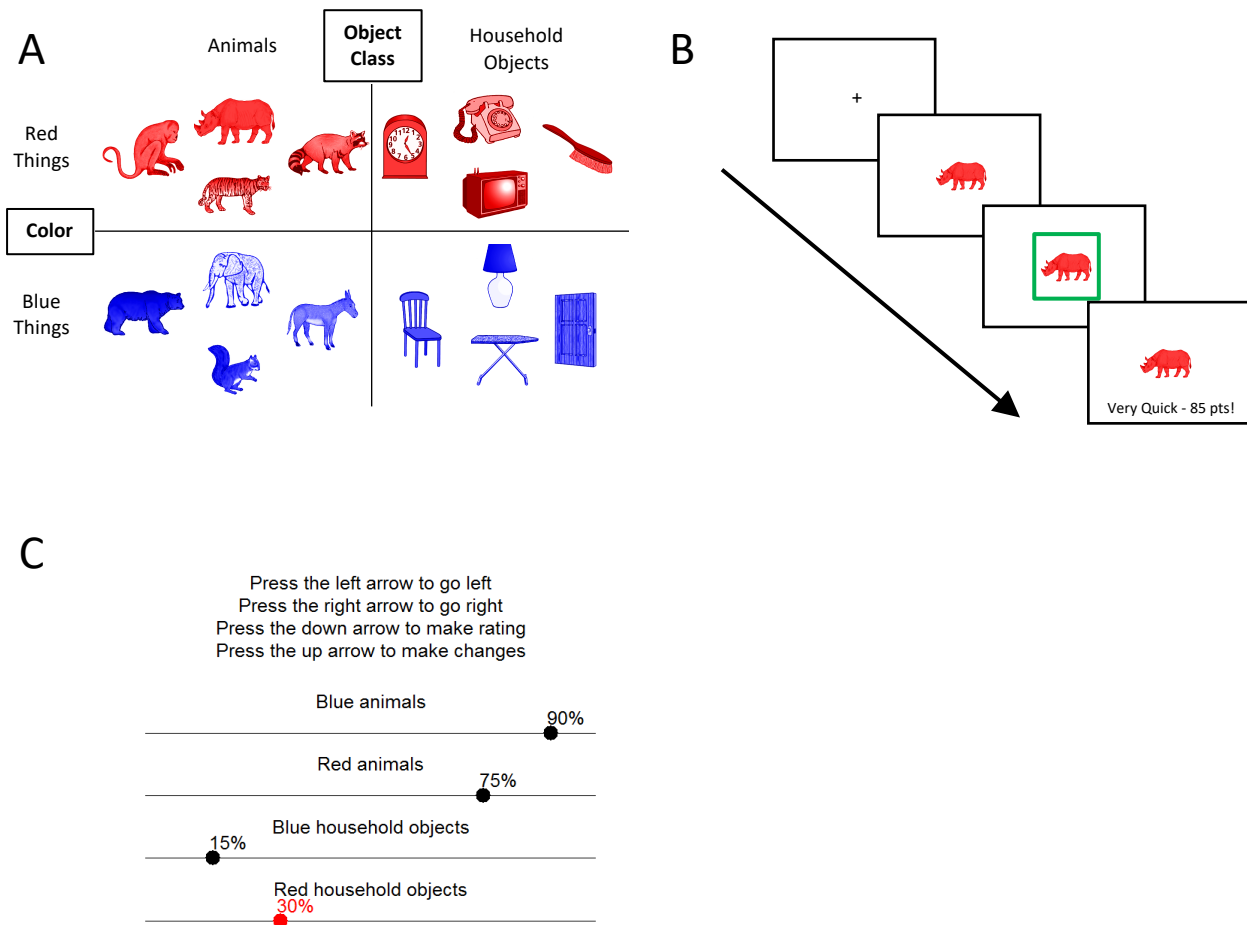 A
Animals
Object
Class
Household
Objects
Red
Things
Color
Blue
Things
B
+
Very Quick - 85 pts!
C
Press the left arrow to go left
Press the right arrow to go right
Press the down arrow to make rating
Press the up arrow to make changes
Blue animals
90%
Red animals
75%
Blue household objects
15%
Red household objects
30%